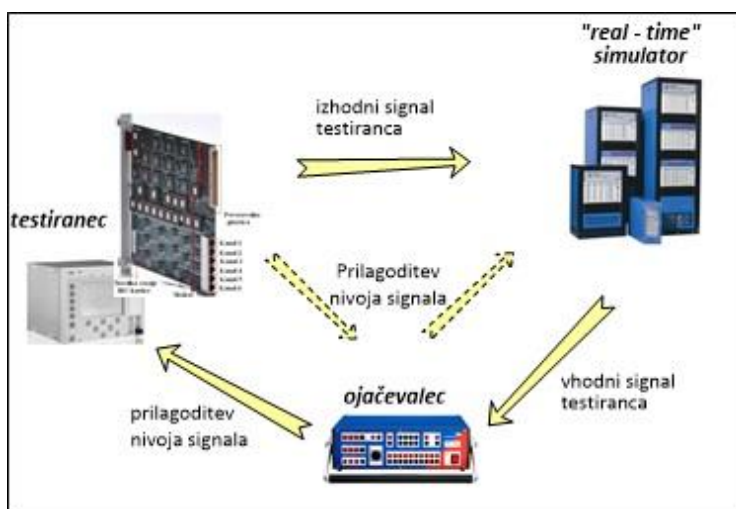 "real - time"
simulator
izhodni signal
testiranca
testiranec
Prilagoditev
nivoja signala
vhodni signal
testiranca
ojačevalec
prilagoditev
nivoja signala